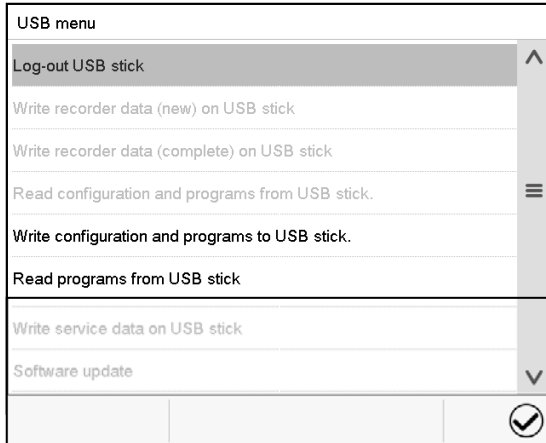 USB menu
Log-out USB stick
Write recorder data (new) on USB stick
Write recorder data (complete) on USB stick
Read configuration and programs from USB stick.
Write configuration and programs to USB stick.
Read programs from USB stick
Write service data on USB stick
Software update